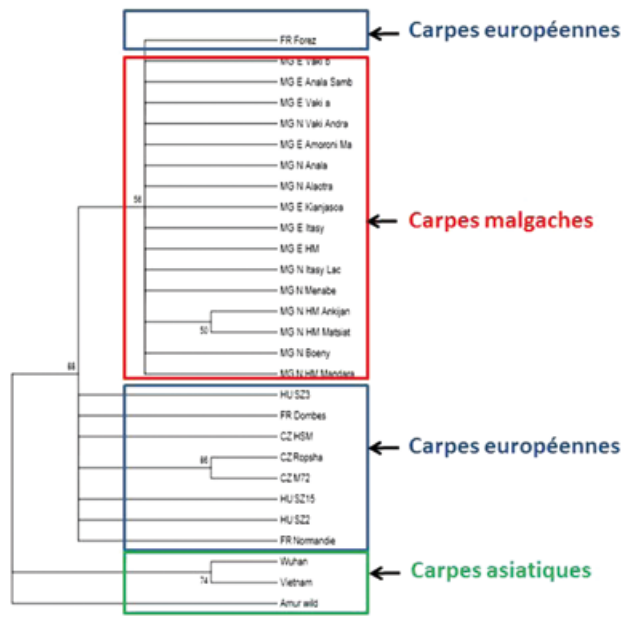 FR Forez
Carpes européennes
MG E Vaki b
MG E Anala Samb
MG E Vaki a
MG N Vaki Andra
MG E Amoroni Ma
MG N Anala
MG N Alaotra
56
MG E Kianjasoa
Carpes malgaches
MG E Itasy
MG E HM
MG N Itasy Lac
MG N Menabe
MG N HM Ankijan
50
MG N HM Matsiat
MG N Boeny
88
MG N HM Mandara
HU SZ3
FR Dombes
CZ HSM
Carpes européennes
66
CZ Ropsha
CZ M72
HU SZ15
HU SZ2
FR Normandie
Wuhan
Carpes asiatiques
74
Vietnam
Amur wild